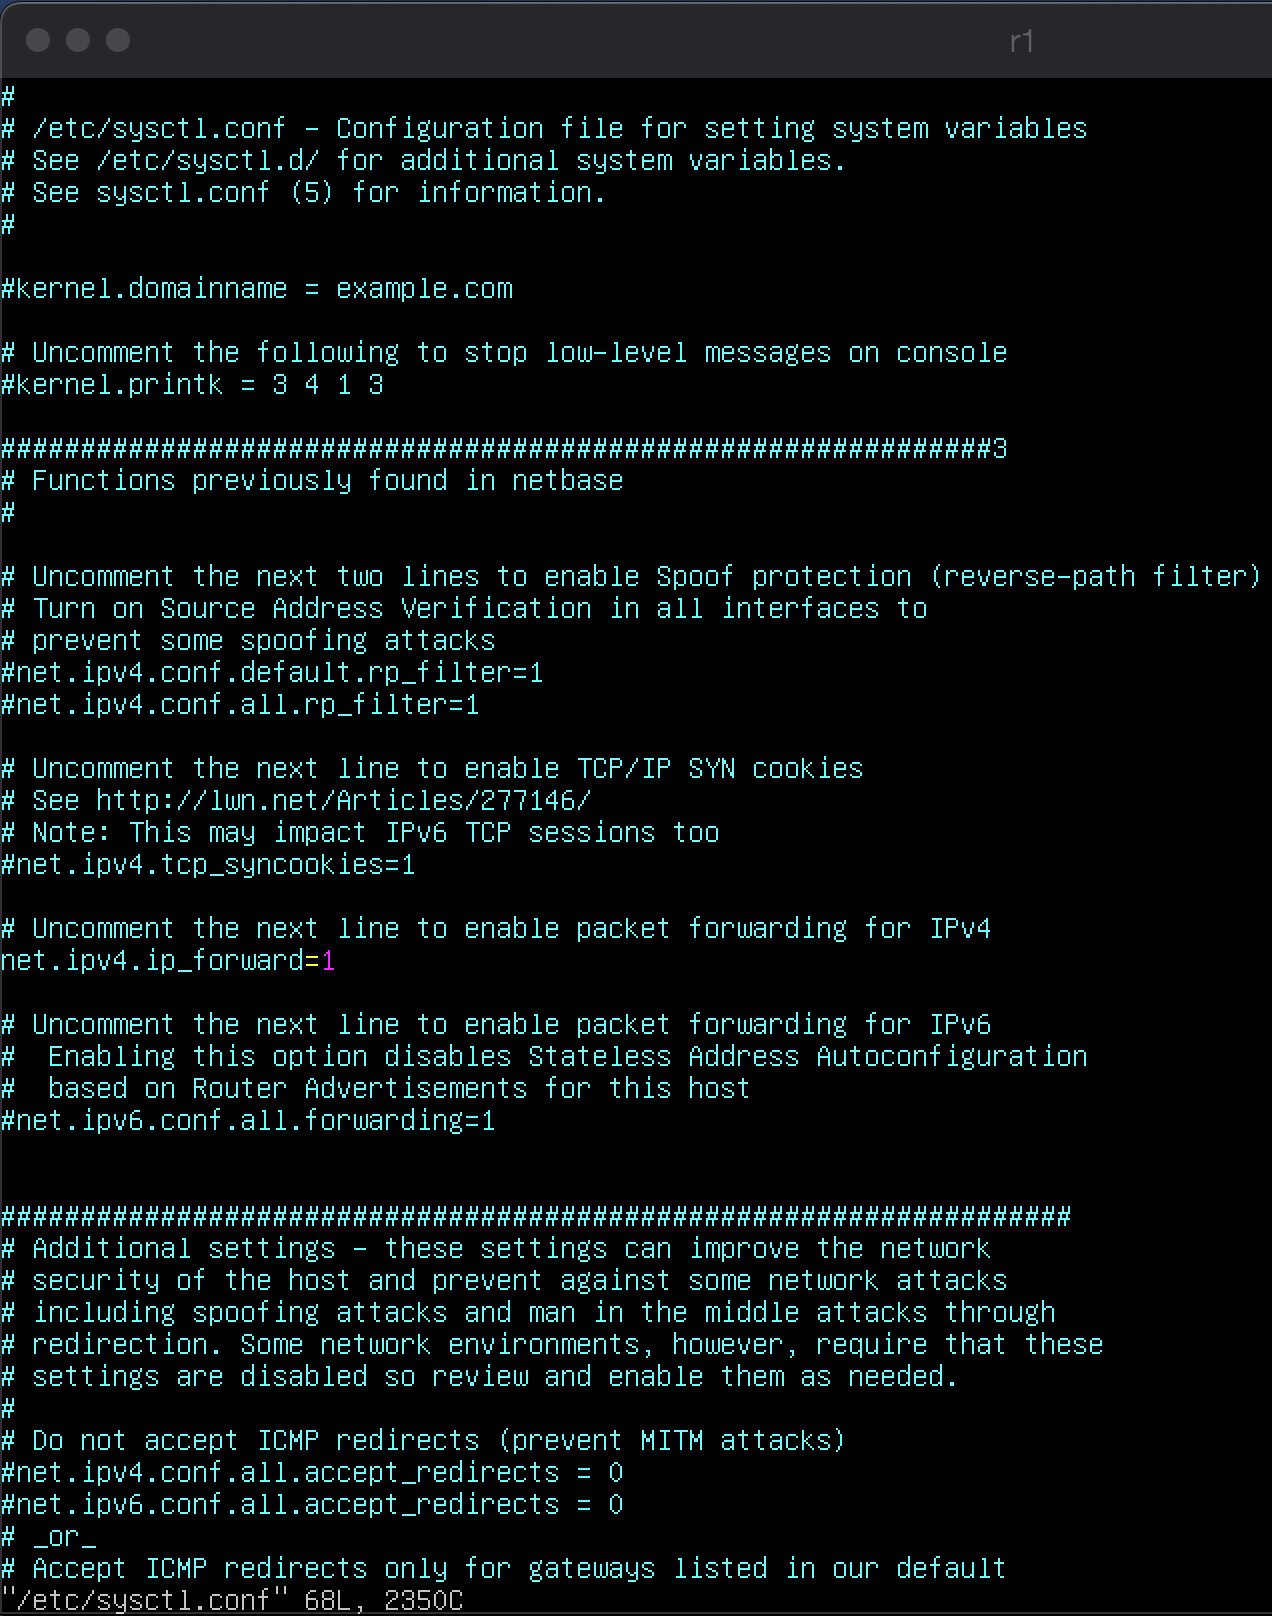 r1
#
# /etc/sysctl.conf - Configuration file for setting system variables
# See /etc/sysctl.d/ for additional system variables.
# See sysctl.conf (5) for information.
#
#kernel.domainname = example.com
# Uncomment the following to stop low-level messages on console
#kernel.printk = 3 4 1 3
##############################################################3
# Functions previously found in netbase
#
# Uncomment the next two lines to enable Spoof protection (reverse-path filter)
# Turn on Source Address Verification in all interfaces to
# prevent some spoofing attacks
#net.ipv4.conf.default.rp_filter=1
#net.ipv4.conf.all.rp_filter=1
# Uncomment the next line to enable TCP/IP SYN cookies
# See http://lwn.net/Articles/277146/
# Note: This may impact IPv6 TCP sessions too
#net.ipv4.tcp_syncookies=1
# Uncomment the next line to enable packet forwarding for IPv4
net.ipv4.ip_forward=1
# Uncomment the next line to enable packet forwarding for IPv6
#  Enabling this option disables Stateless Address Autoconfiguration
#  based on Router Advertisements for this host
#net.ipv6.conf.all.forwarding=1
###################################################################
# Additional settings - these settings can improve the network
# security of the host and prevent against some network attacks
# including spoofing attacks and man in the middle attacks through
# redirection. Some network environments, however, require that these
# settings are disabled so review and enable them as needed.
#
# Do not accept ICMP redirects (prevent MITM attacks)
#net.ipv4.conf.all.accept_redirects = 0
#net.ipv6.conf.all.accept_redirects = 0
# _or_
# Accept ICMP redirects only for gateways listed in our default
"/etc/sysctl.conf" 68L, 2350C